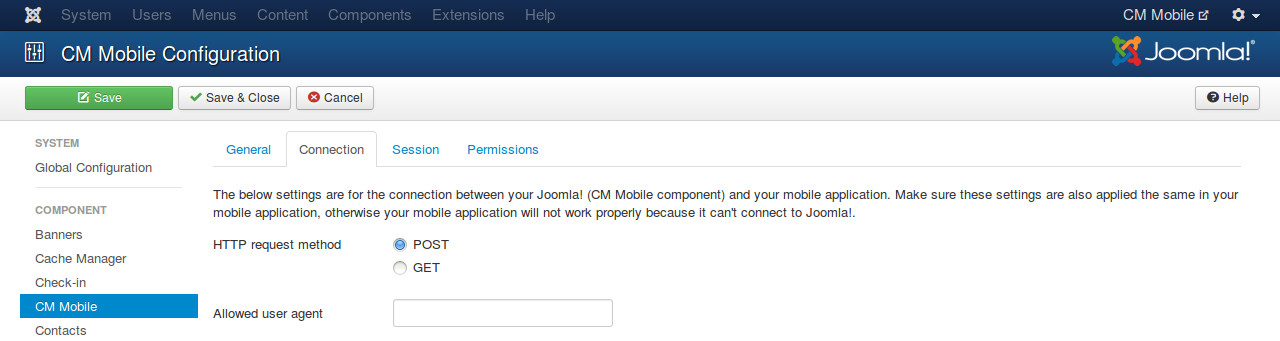 System Users Menus Content Components Extensions Help CM Mobile
CM Mobile Configuration Joomla!®
Save Save & Close Cancel Help
SYSTEM
Global Configuration
COMPONENT
Banners
Cache Manager
Check-in
CM Mobile
Contacts
General Connection Session Permissions
The below settings are for the connection between your Joomla! (CM Mobile component) and your mobile application. Make sure these settings are also applied the same in your
mobile application, otherwise your mobile application will not work properly because it can't connect to Joomla!.
HTTP request method POST
GET
Allowed user agent